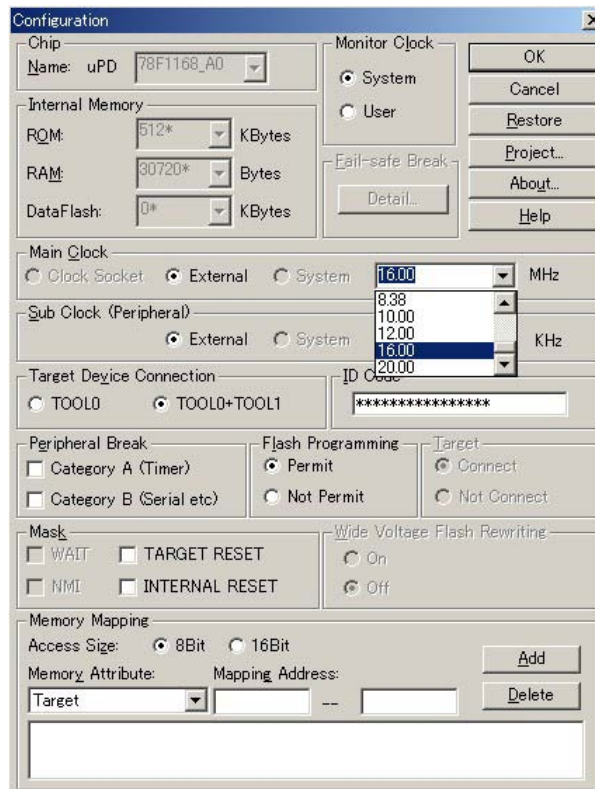 Configuration
Chip
Name: uPD 78F1168_A0
Internal Memory
ROM: 512* KBytes
RAM: 30720* Bytes
DataFlash: 0* KBytes
Monitor Clock
System
User
Fail-safe Break
Detail...
OK
Cancel
Restore
Project...
About...
Help
Main Clock
Clock Socket External System 16.00 MHz
8.38
10.00
12.00
16.00
20.00
Sub Clock (Peripheral)
External System KHz
Target Device Connection
TOOL0 TOOL0+TOOL1
ID Code
****************
Peripheral Break
Category A (Timer)
Category B (Serial etc)
Flash Programming
Permit
Not Permit
Target
Connect
Not Connect
Mask
WAIT TARGET RESET
NMI INTERNAL RESET
Wide Voltage Flash Rewriting
On
Off
Memory Mapping
Access Size: 8Bit 16Bit
Memory Attribute: Mapping Address:
Target --
Add
Delete